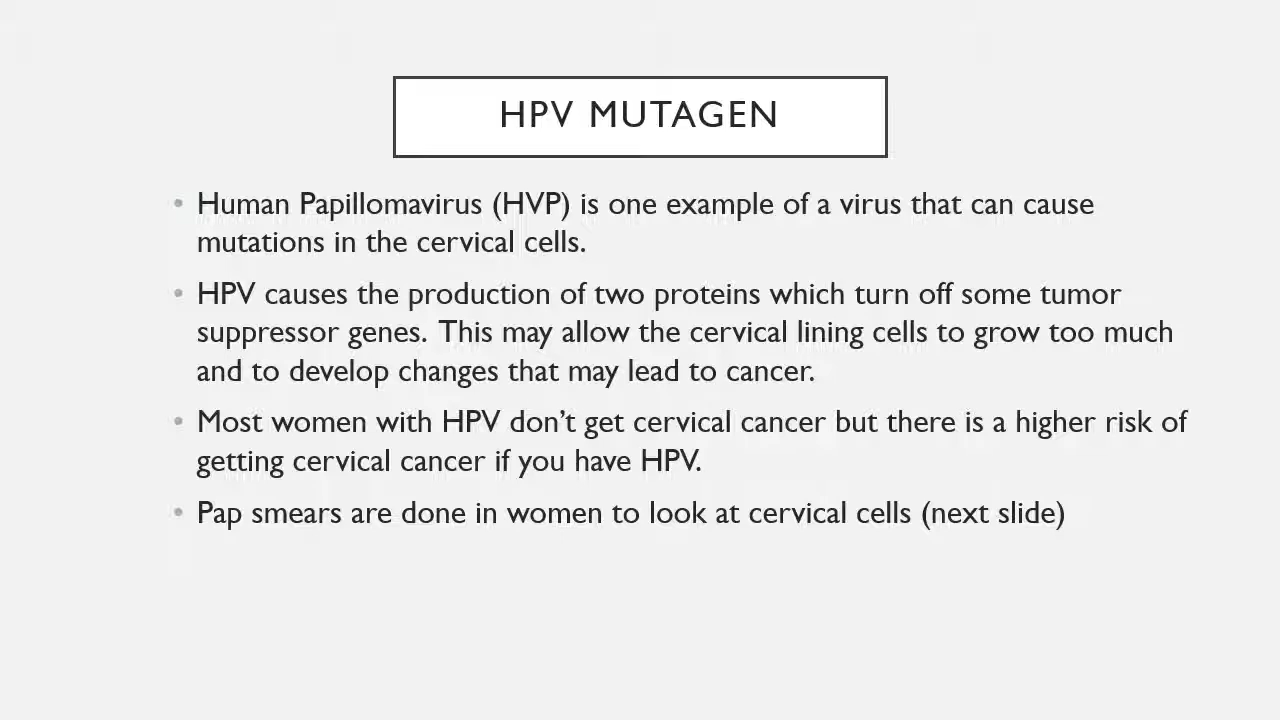 HPV MUTAGEN
• Human Papillomavirus (HVP) is one example of a virus that can cause
mutations in the cervical cells.
• HPV causes the production of two proteins which turn off some tumor
suppressor genes.  This may allow the cervical lining cells to grow too much
and to develop changes that may lead to cancer.
• Most women with HPV don’t get cervical cancer but there is a higher risk of
getting cervical cancer if you have HPV.
• Pap smears are done in women to look at cervical cells (next slide)